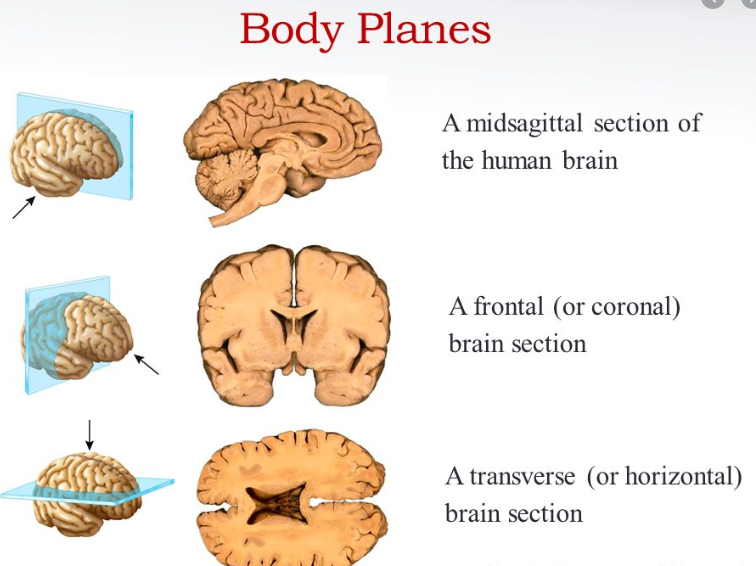 Body Planes
A midsagittal section of
the human brain
A frontal (or coronal)
brain section
A transverse (or horizontal)
brain section